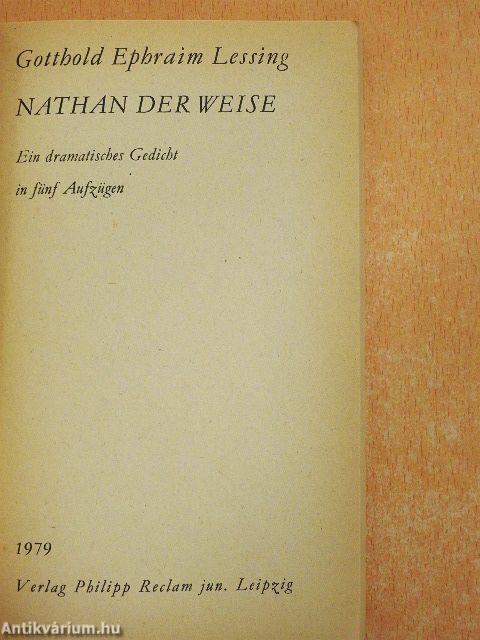 Gotthold Ephraim Lessing
NATHAN DER WEISE
Ein dramatisches Gedicht
in fünf Aufzügen
1979
Verlag Philipp Reclam jun. Leipzig
Antikvárium.hu